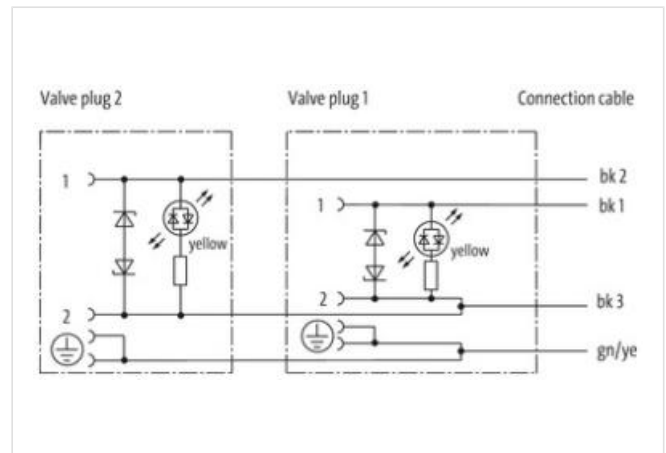 Valve plug 2 Valve plug 1 Connection cable
1 bk 2
1 bk 1
yellow yellow
2 bk 3
2
gn/ye